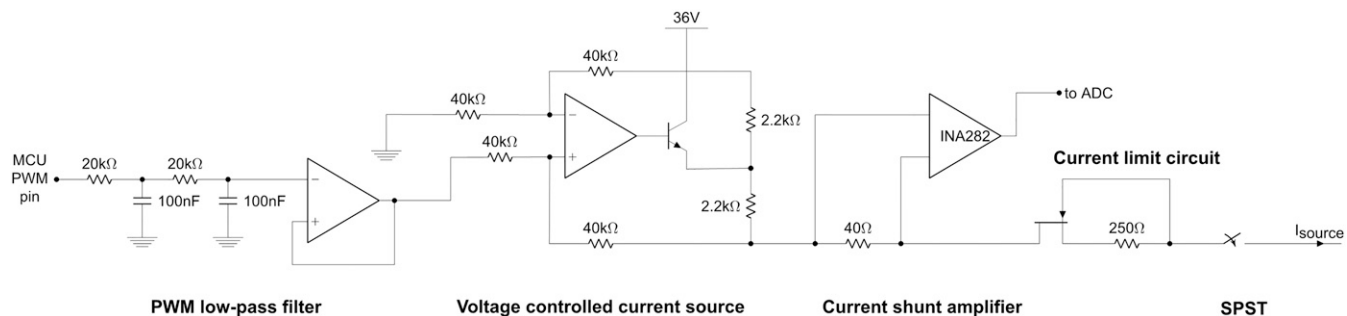 36V
40kΩ
40kΩ
40kΩ
−
+
2.2kΩ
2.2kΩ
40kΩ
MCU
PWM
pin
20kΩ
20kΩ
100nF
100nF
−
+
INA282
to ADC
40Ω
Current limit circuit
250Ω
Isource
PWM low-pass filter
Voltage controlled current source
Current shunt amplifier
SPST